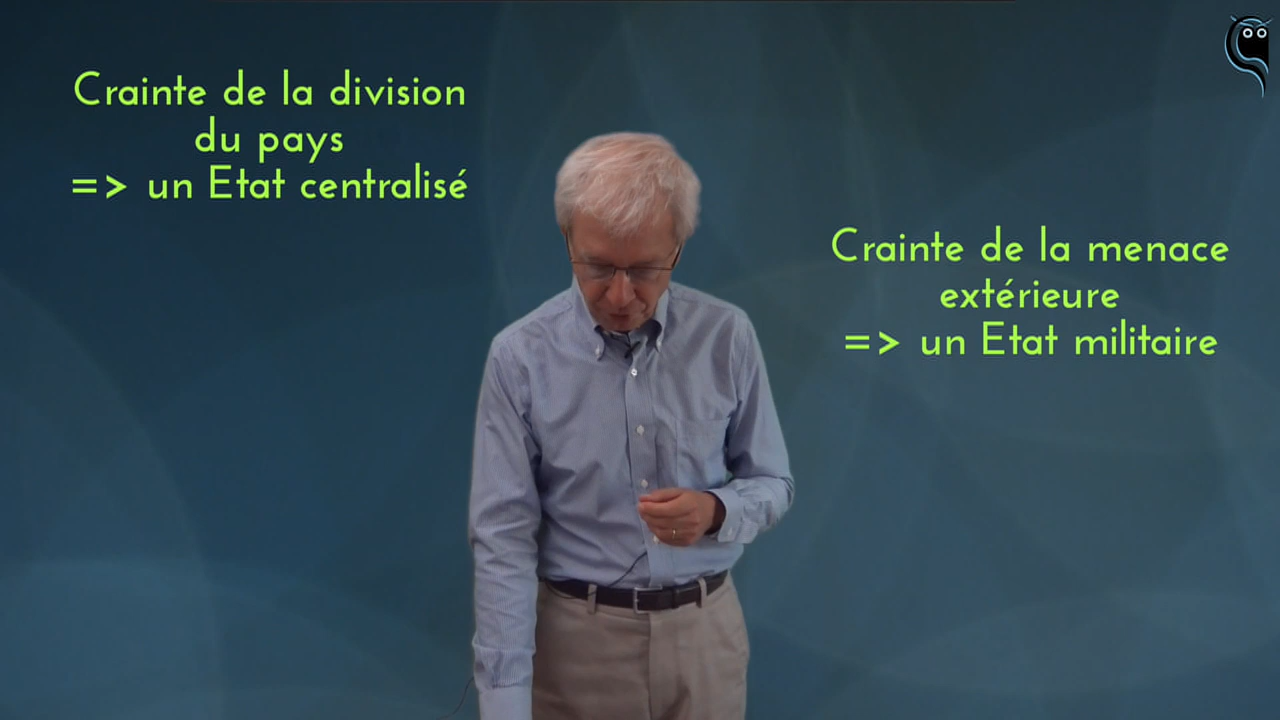 Crainte de la division
du pays
=> un Etat centralisé
Crainte de la menace
extérieure
=> un Etat militaire